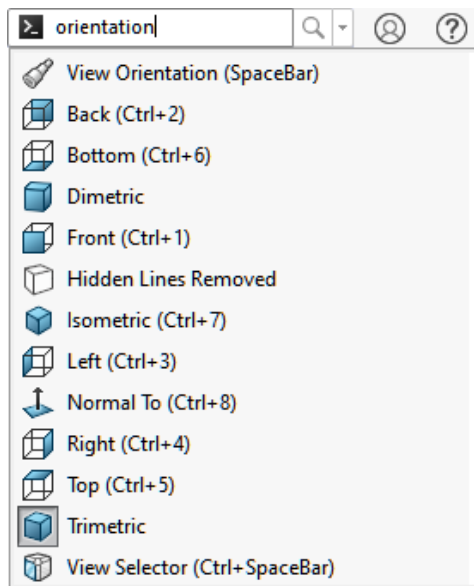 orientation
View Orientation (SpaceBar)
Back (Ctrl+2)
Bottom (Ctrl+6)
Dimetric
Front (Ctrl+1)
Hidden Lines Removed
Isometric (Ctrl+7)
Left (Ctrl+3)
Normal To (Ctrl+8)
Right (Ctrl+4)
Top (Ctrl+5)
Trimetric
View Selector (Ctrl+SpaceBar)